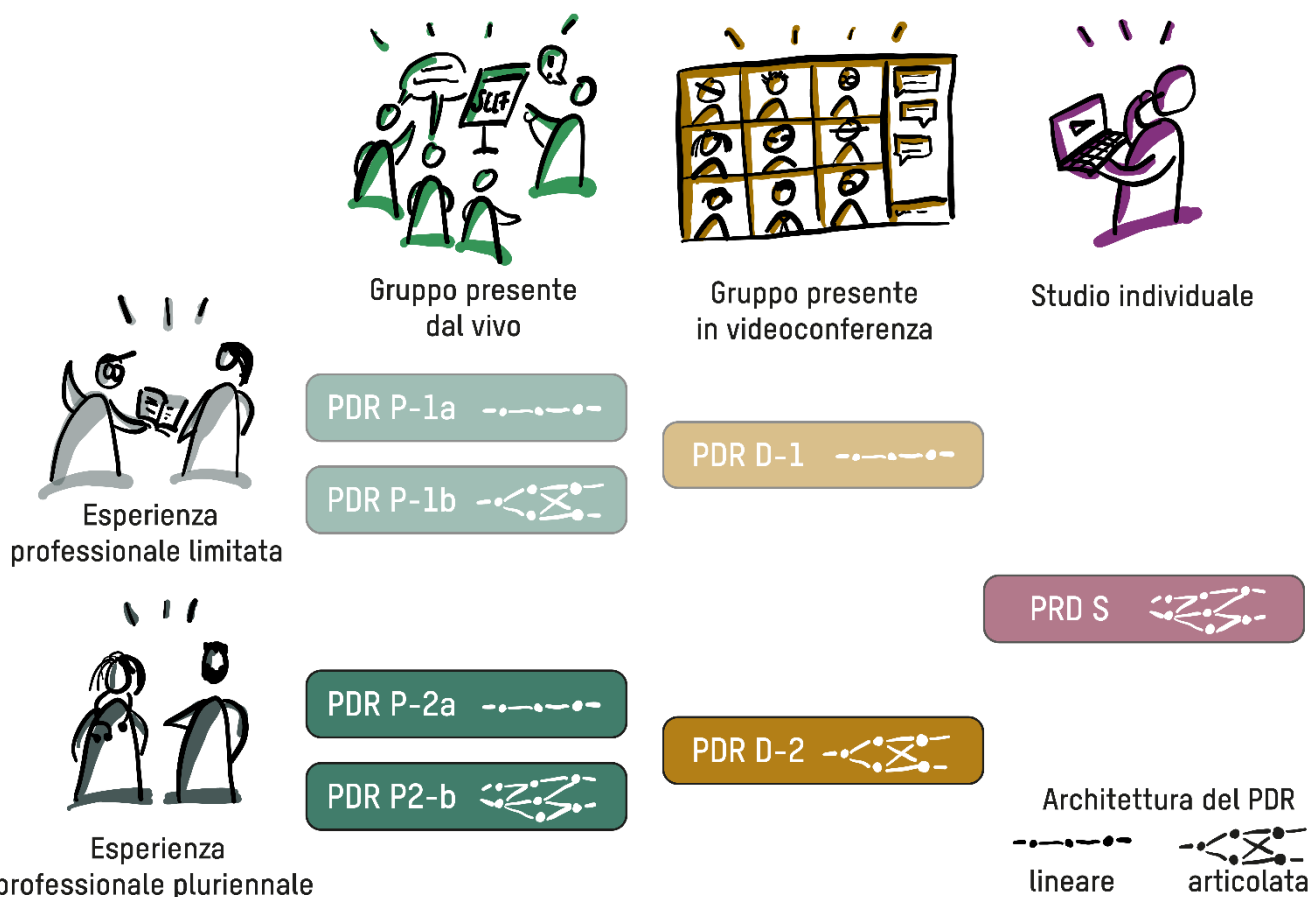 SELF
Gruppo presente
dal vivo
Gruppo presente
in videoconferenza
Studio individuale
Esperienza
professionale limitata
PDR P-1a
PDR P-1b
PDR D-1
PRD S
Esperienza
professionale pluriennale
PDR P-2a
PDR P2-b
PDR D-2
Architettura del PDR
lineare
articolata